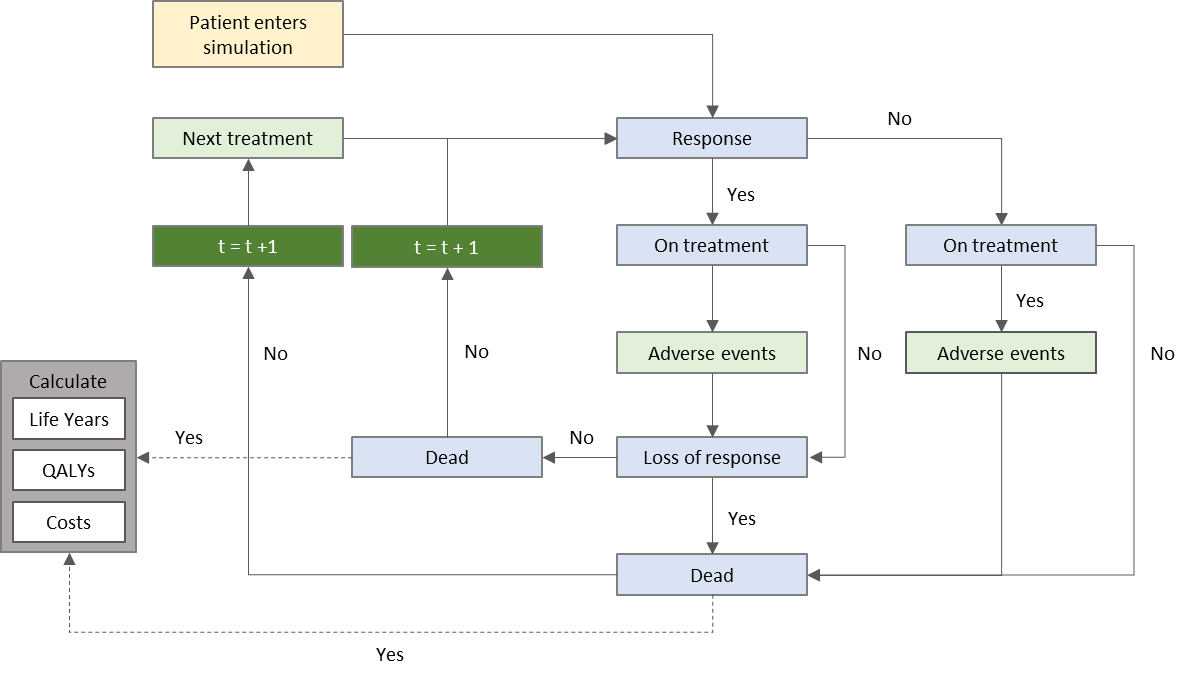 Patient enters
simulation
Next treatment
Response
No
Yes
t = t +1
t = t + 1
On treatment
On treatment
Yes
No
No
Adverse events
No
Adverse events
No
Calculate
Life Years
QALYs
Costs
Yes
Dead
No
Loss of response
Yes
Dead
Yes